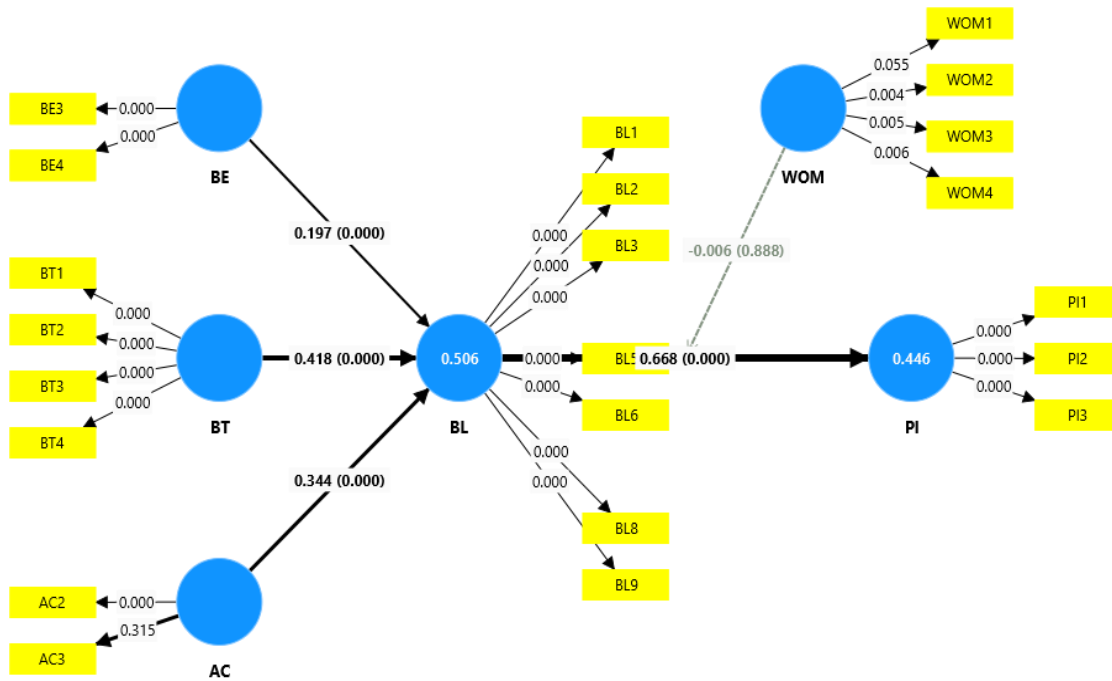 WOM1
0.055
WOM2
0.004
0.005
WOM3
0.006
WOM4
WOM
BE3
0.000
0.000
BE4
BE
0.197 (0.000)
BL1
BL2
BL3
0.000
0.000
0.000
-0.006 (0.888)
BT1
0.000
BT2
0.000
0.000
BT3
0.000
BT4
BT
0.418 (0.000)
0.506
BL
0.000
BL5
0.668 (0.000)
0.000
BL6
0.446
PI
PI1
0.000
0.000
PI2
0.000
PI3
0.344 (0.000)
0.000
0.000
BL8
BL9
AC2
0.000
0.315
AC3
AC